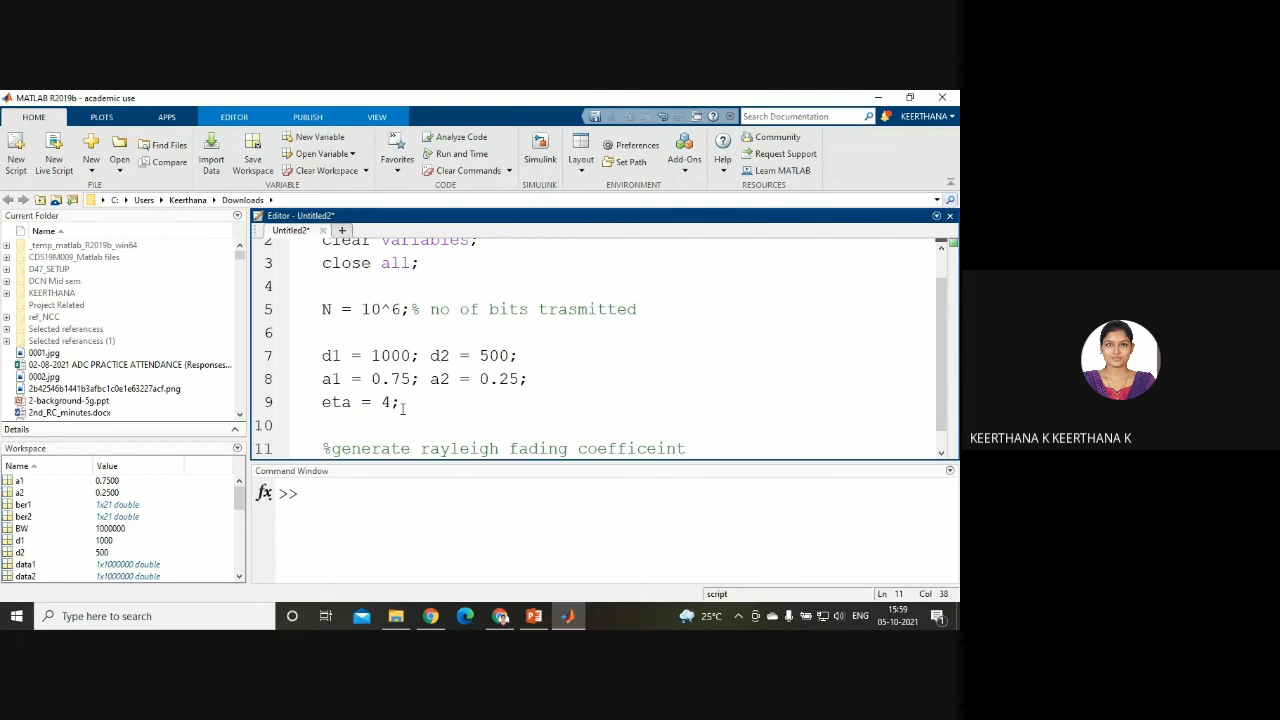 MATLAB R2019b - academic use
HOME PLOTS APPS EDITOR PUBLISH VIEW Search Documentation KEERTHANA
New Script New Live Script New Open Find Files Compare Import Data Save Workspace New Variable Open Variable Clear Workspace Favorites Analyze Code Run and Time Clear Commands Simulink Layout Preferences Set Path Add-Ons Help Community Request Support Learn MATLAB
FILE VARIABLE CODE SIMULINK ENVIRONMENT RESOURCES
C: Users Keerthana Downloads
Current Folder
Name
_temp_matlab_R2019b_win64
CDS19M009_Matlab files
D47_SETUP
DCN Mid sem
KEERTHANA
Project Related
ref_NCC
Selected referancess
Selected referancess (1)
0001.jpg
02-08-2021 ADC PRACTICE ATTENDANCE (Responses...
0002.jpg
2b42546b1441b3afbc1c0e1e63227acf.png
2-background-5g.ppt
2nd_RC_minutes.docx
Details
Workspace
Name Value
a1 0.7500
a2 0.2500
ber1 1x21 double
ber2 1x21 double
BW 1000000
d1 1000
d2 500
data1 1x1000000 double
data2 1x1000000 double
Editor - Untitled2*
Untitled2*
2 clear variables;
3 close all;
4
5 N = 10^6;% no of bits trasmitted
6
7 d1 = 1000; d2 = 500;
8 a1 = 0.75; a2 = 0.25;
9 eta = 4;
10
11 %generate rayleigh fading coefficeint
Command Window
fx >>
script Ln 11 Col 38
Type here to search
25°C ENG 15:59
05-10-2021
1
KEERTHANA K KEERTHANA K